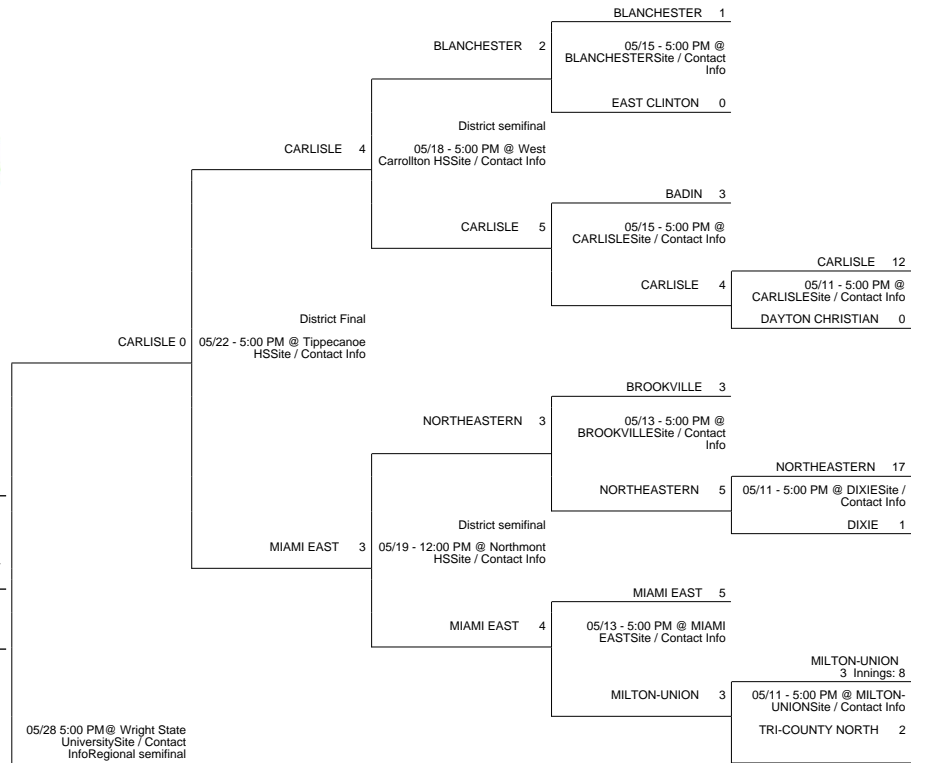 BLANCHESTER 1
BLANCHESTER 2
05/15 - 5:00 PM @
BLANCHESTERSite / Contact
Info
EAST CLINTON 0
District semifinal
CARLISLE 4
05/18 - 5:00 PM @ West
Carrollton HSSite / Contact Info
BADIN 3
CARLISLE 5
05/15 - 5:00 PM @
CARLISLESite / Contact Info
CARLISLE 12
CARLISLE 4
05/11 - 5:00 PM @
CARLISLESite / Contact Info
DAYTON CHRISTIAN 0
District Final
CARLISLE 0
05/22 - 5:00 PM @ Tippecanoe
HSSite / Contact Info
BROOKVILLE 3
NORTHEASTERN 3
05/13 - 5:00 PM @
BROOKVILLESite / Contact
Info
NORTHEASTERN 17
NORTHEASTERN 5
05/11 - 5:00 PM @ DIXIESite /
Contact Info
DIXIE 1
District semifinal
MIAMI EAST 3
05/19 - 12:00 PM @ Northmont
HSSite / Contact Info
MIAMI EAST 5
MIAMI EAST 4
05/13 - 5:00 PM @ MIAMI
EASTSite / Contact Info
MILTON-UNION
3 Innings: 8
MILTON-UNION 3
05/11 - 5:00 PM @ MILTON-
UNIONSite / Contact Info
TRI-COUNTY NORTH 2
05/28 5:00 PM@ Wright State
UniversitySite / Contact
InfoRegional semifinal